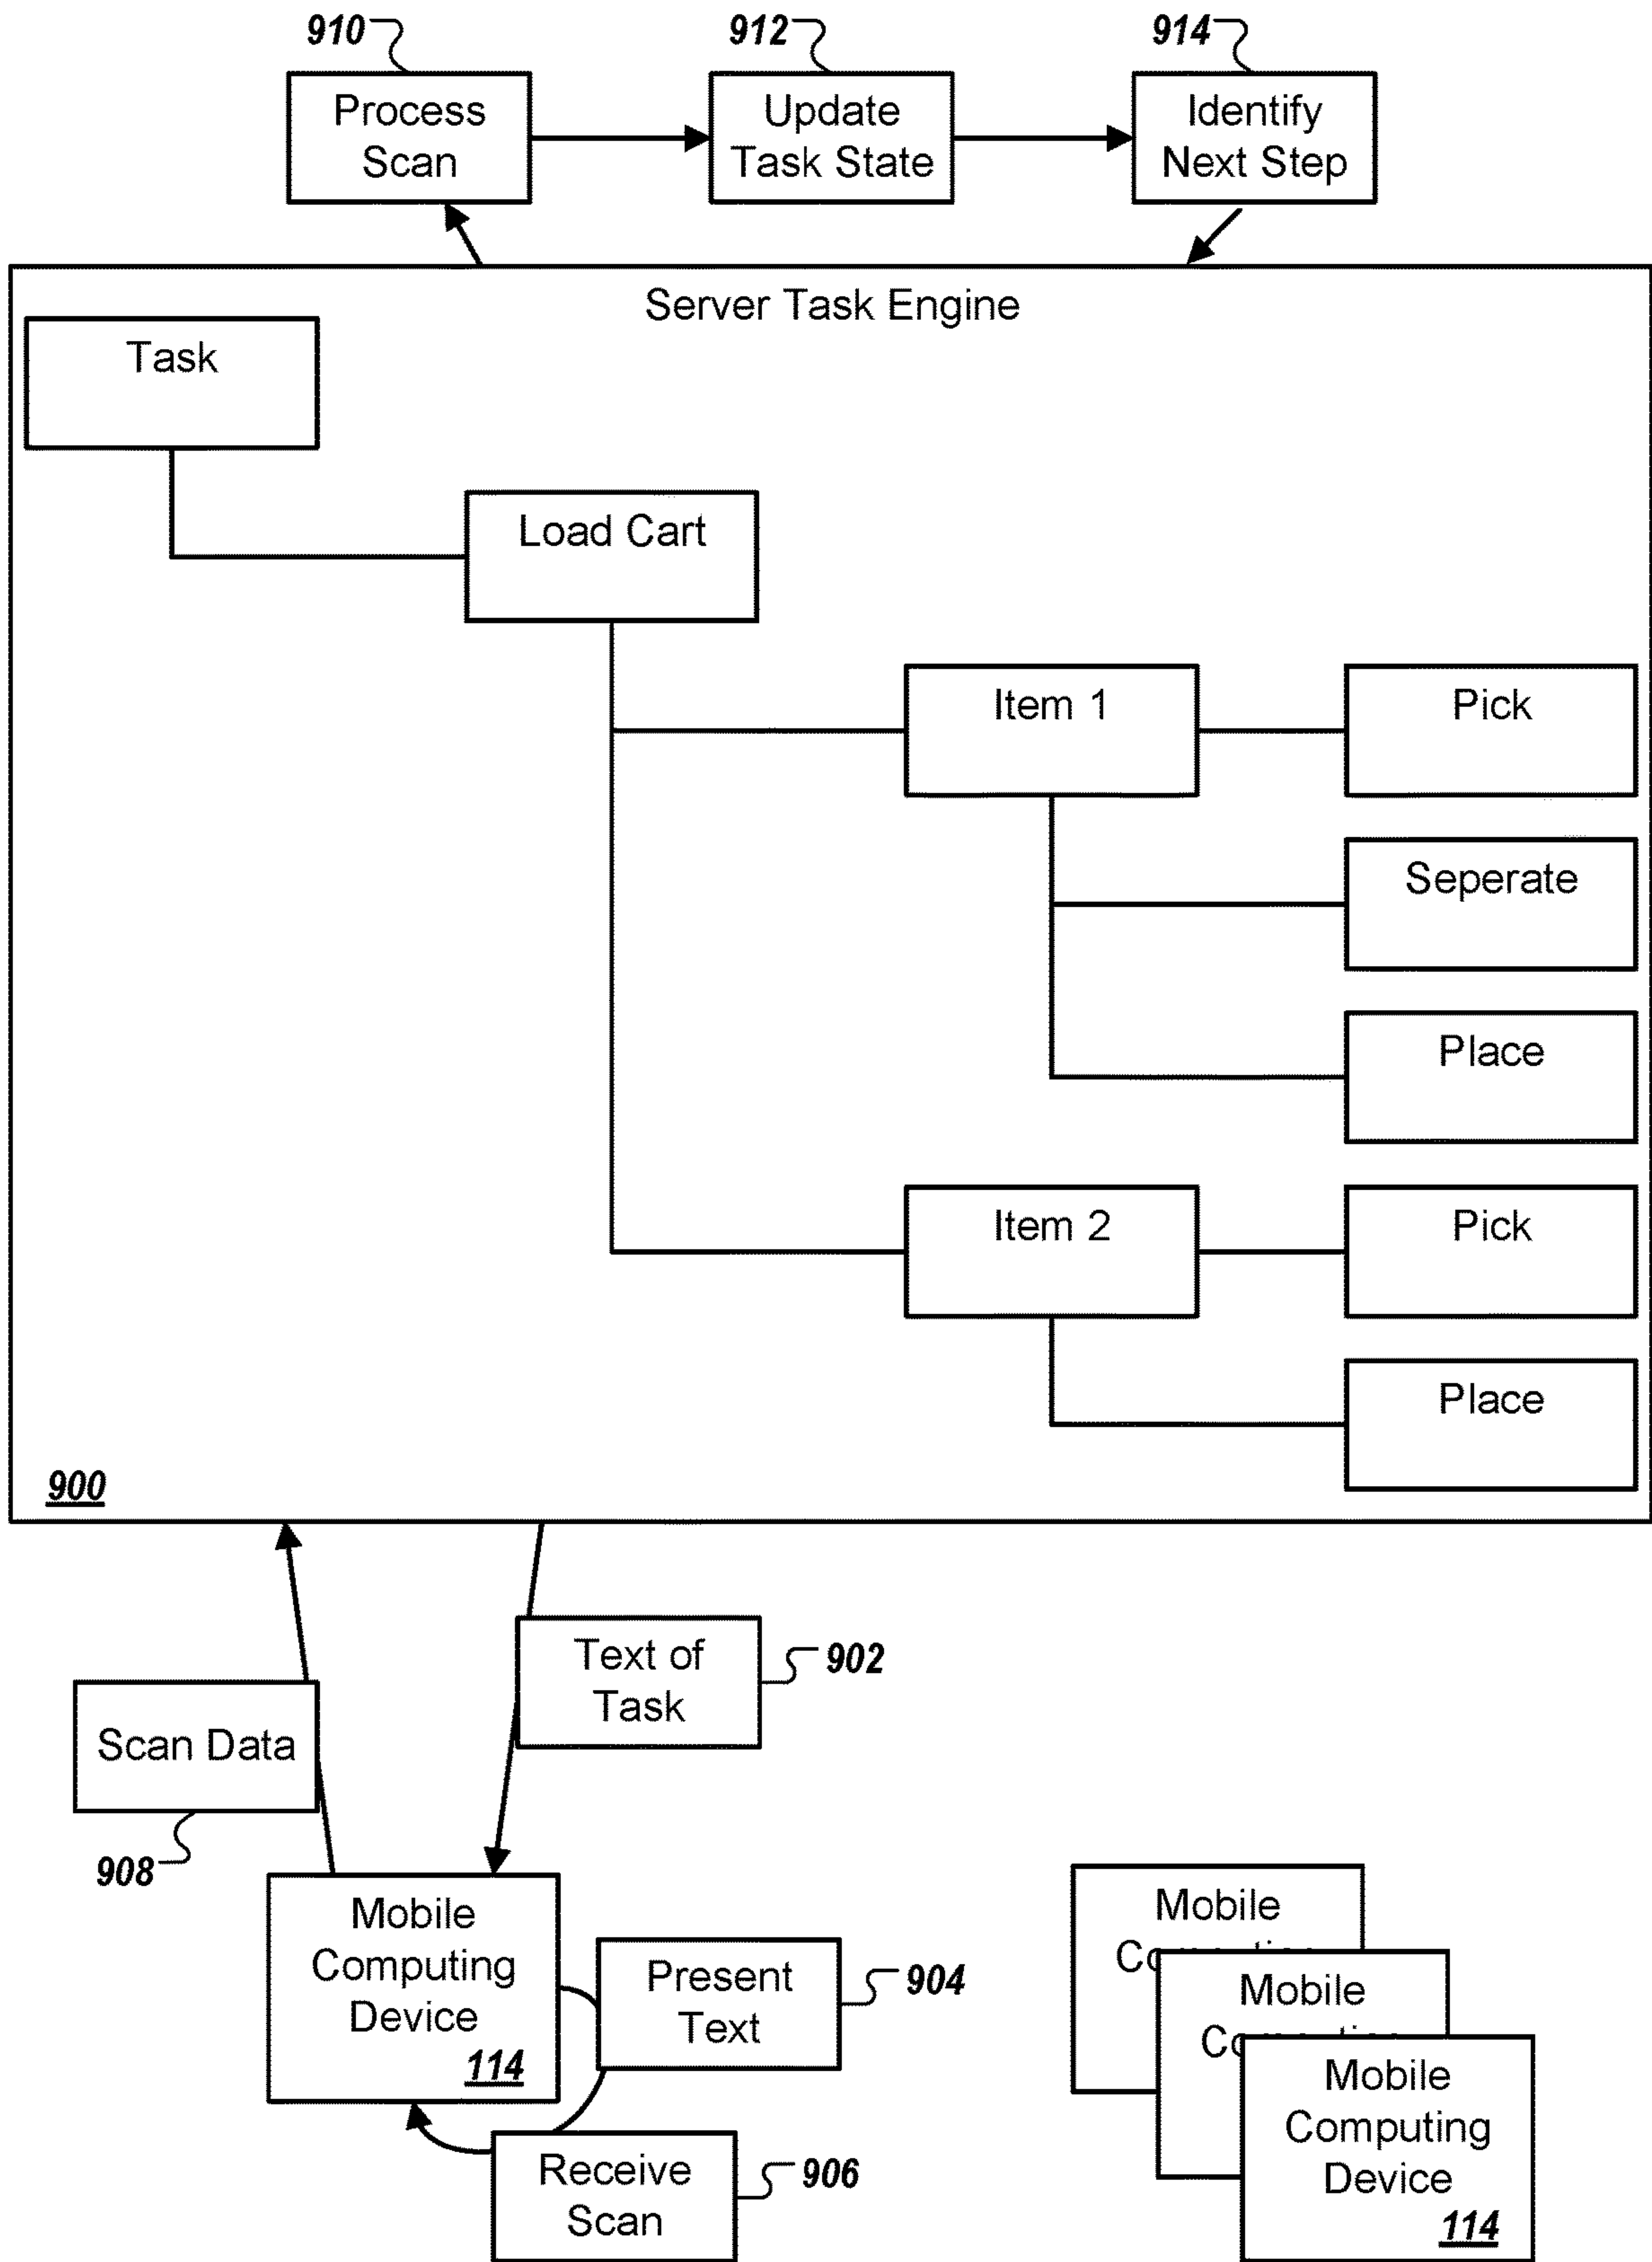 910
912
914
Process
Scan
Update
Task State
Identify
Next Step
Server Task Engine
Task
Load Cart
Item 1
Pick
Seperate
Place
Item 2
Pick
Place
900
Text of
Task
902
Scan Data
908
Mobile
Computing
Device
114
Present
Text
904
Receive
Scan
906
Mobile
Mobile
Mobile
Computing
Device
114